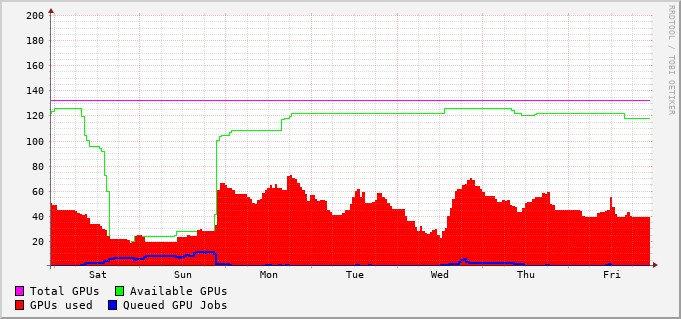 200
180
160
140
120
100
80
60
40
20
Sat Sun Mon Tue Wed Thu Fri
Total GPUs Available GPUs
GPUs used Queued GPU Jobs
RRDTOOL / TOBI OETIKER